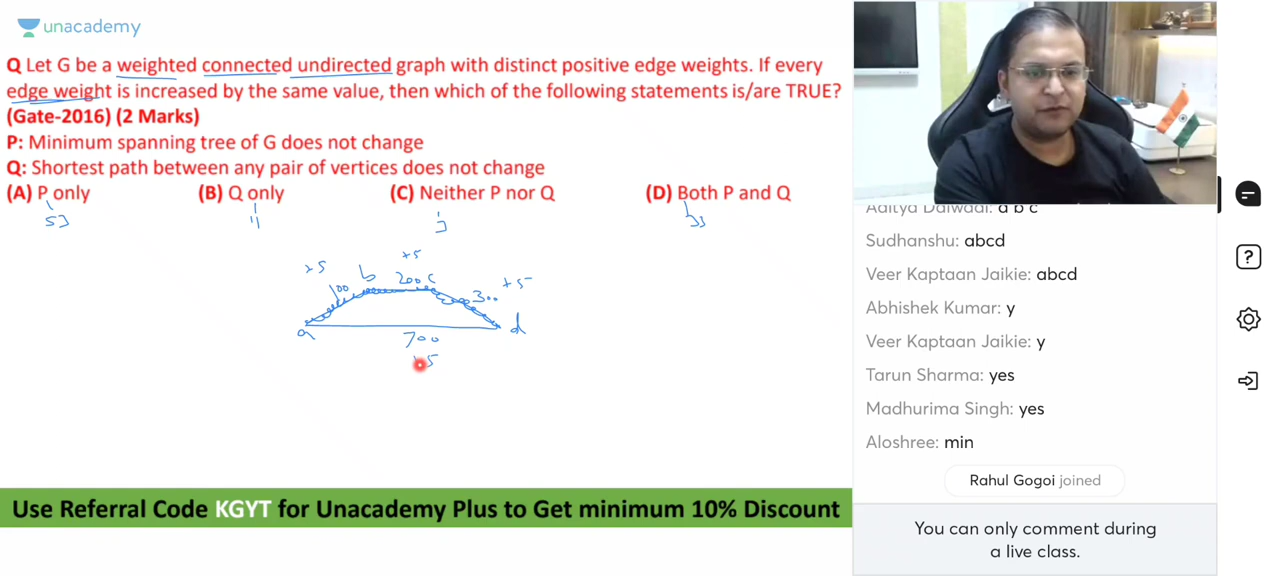 unacademy
Q Let G be a weighted connected undirected graph with distinct positive edge weights. If every
edge weight is increased by the same value, then which of the following statements is/are TRUE?
(Gate-2016) (2 Marks)
P: Minimum spanning tree of G does not change
Q: Shortest path between any pair of vertices does not change
(A) P only (B) Q only (C) Neither P nor Q (D) Both P and Q
53 11
+5
+5 b 200 c +5
100 300
a d
700
5
Use Referral Code KGYT for Unacademy Plus to Get minimum 10% Discount
Aditya Daiwadi: a b c
Sudhanshu: abcd
Veer Kaptaan Jaikie: abcd
Abhishek Kumar: y
Veer Kaptaan Jaikie: y
Tarun Sharma: yes
Madhurima Singh: yes
Aloshree: min
Rahul Gogoi joined
You can only comment during
a live class.